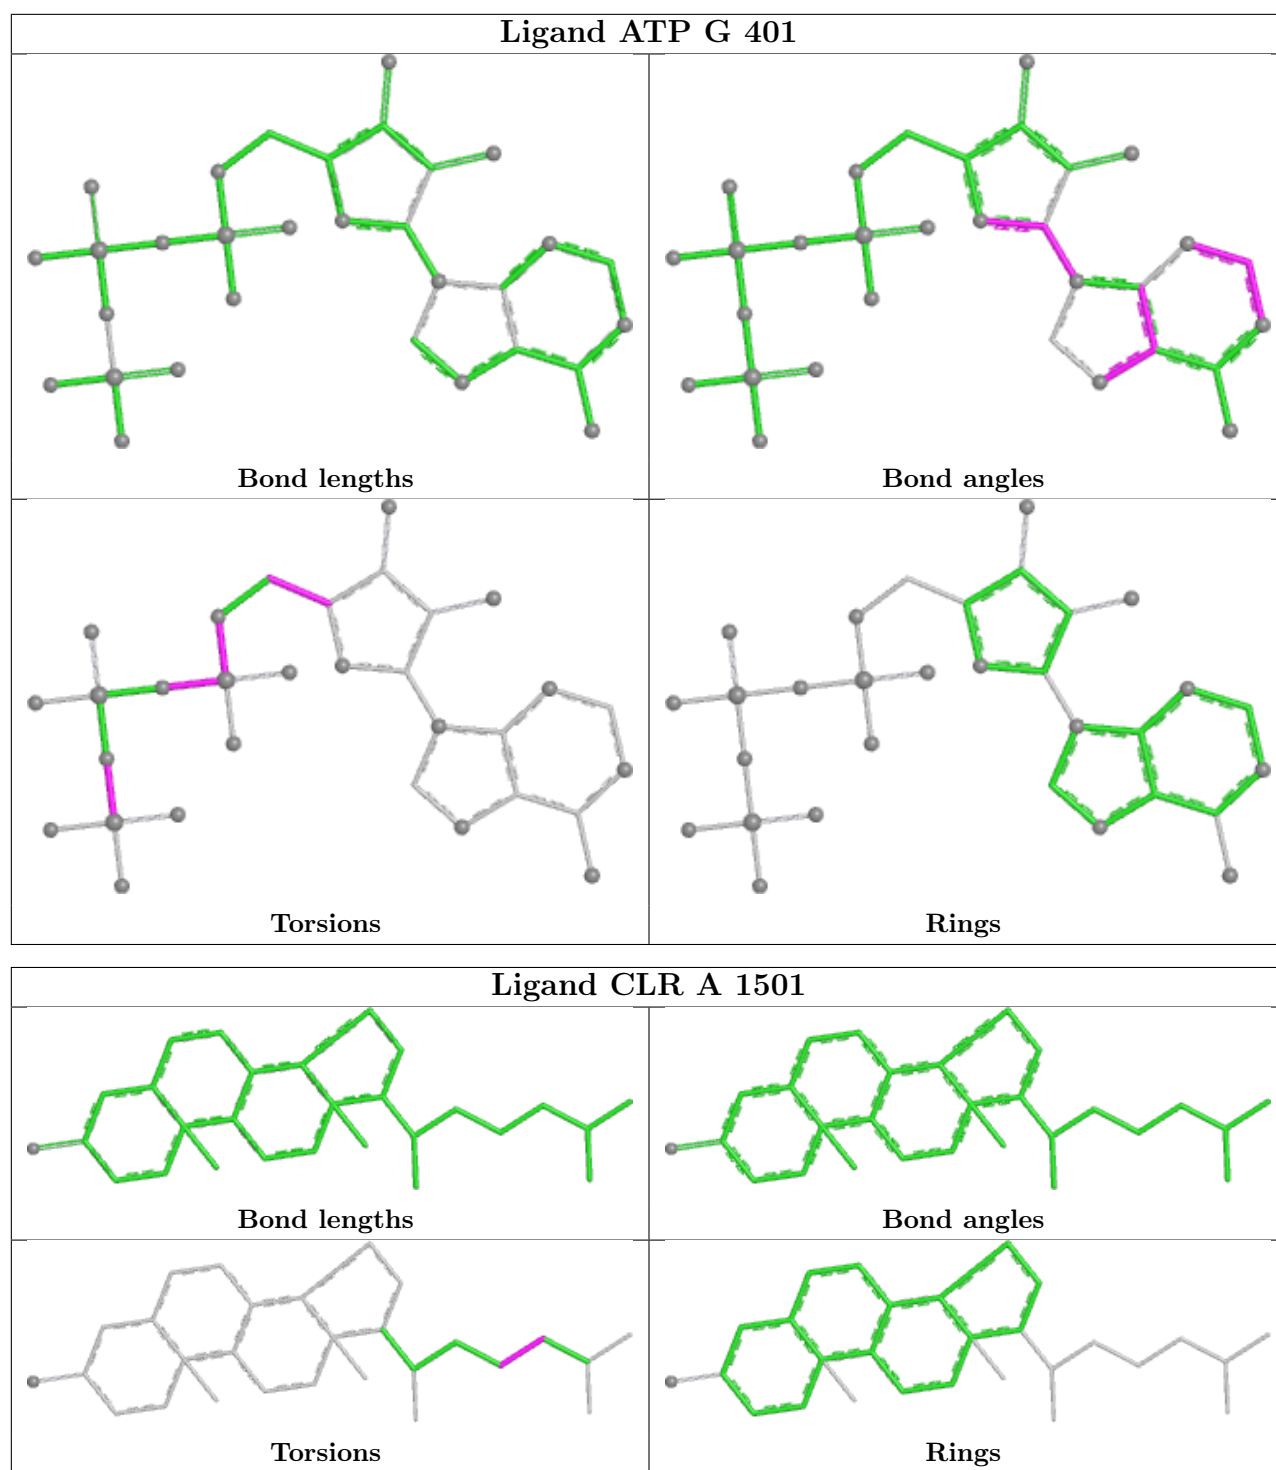 Ligand ATP G 401
Bond lengths
Bond angles
Torsions
Rings
Ligand CLR A 1501
Bond lengths
Bond angles
Torsions
Rings